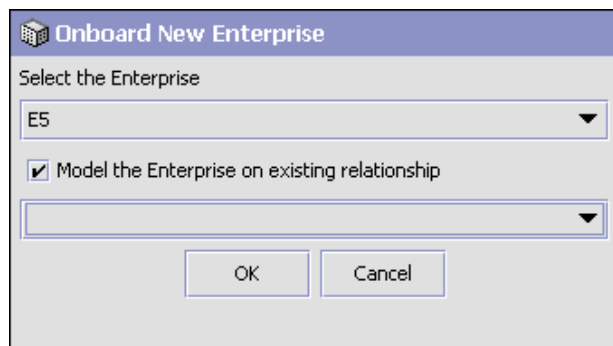 Onboard New Enterprise
Select the Enterprise
E5
Model the Enterprise on existing relationship
OK Cancel